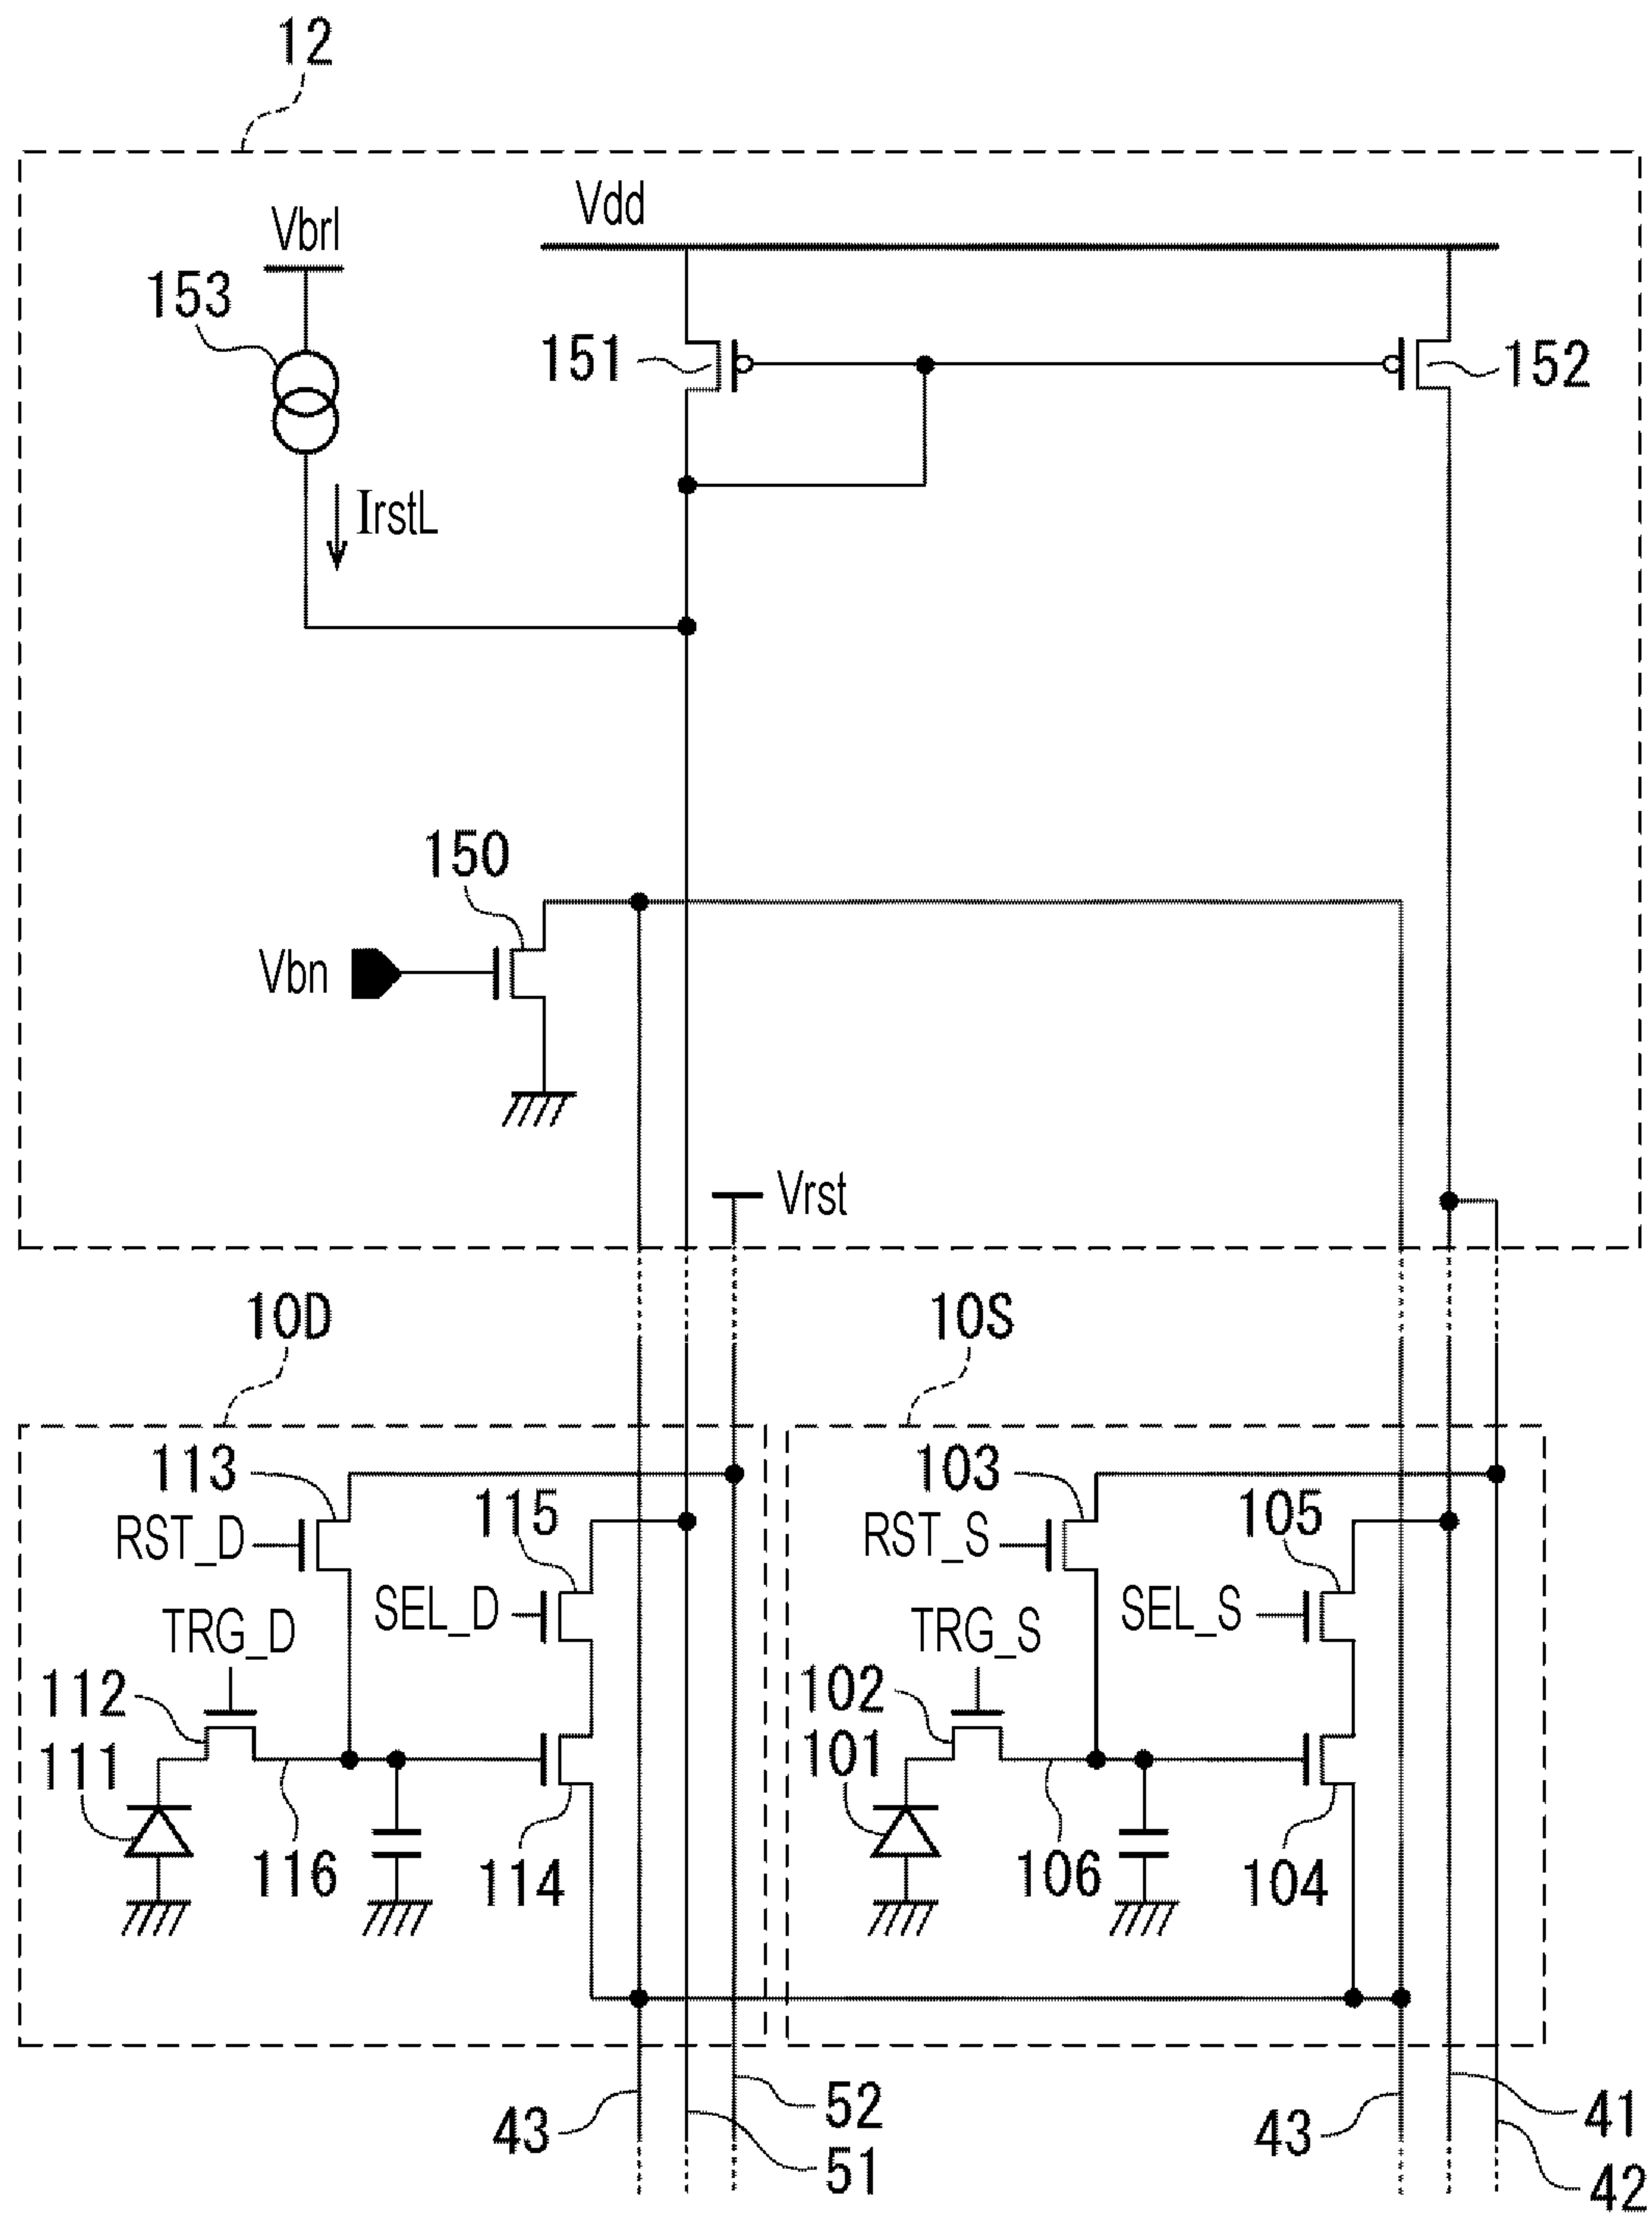 12
Vdd
Vbrl
153
151
152
IrstL
150
Vbn
Vrst
10D
10S
113
103
115
105
RST_D
RST_S
SEL_D
SEL_S
TRG_D
TRG_S
112
102
111
101
116
114
106
104
43
52
51
43
41
42